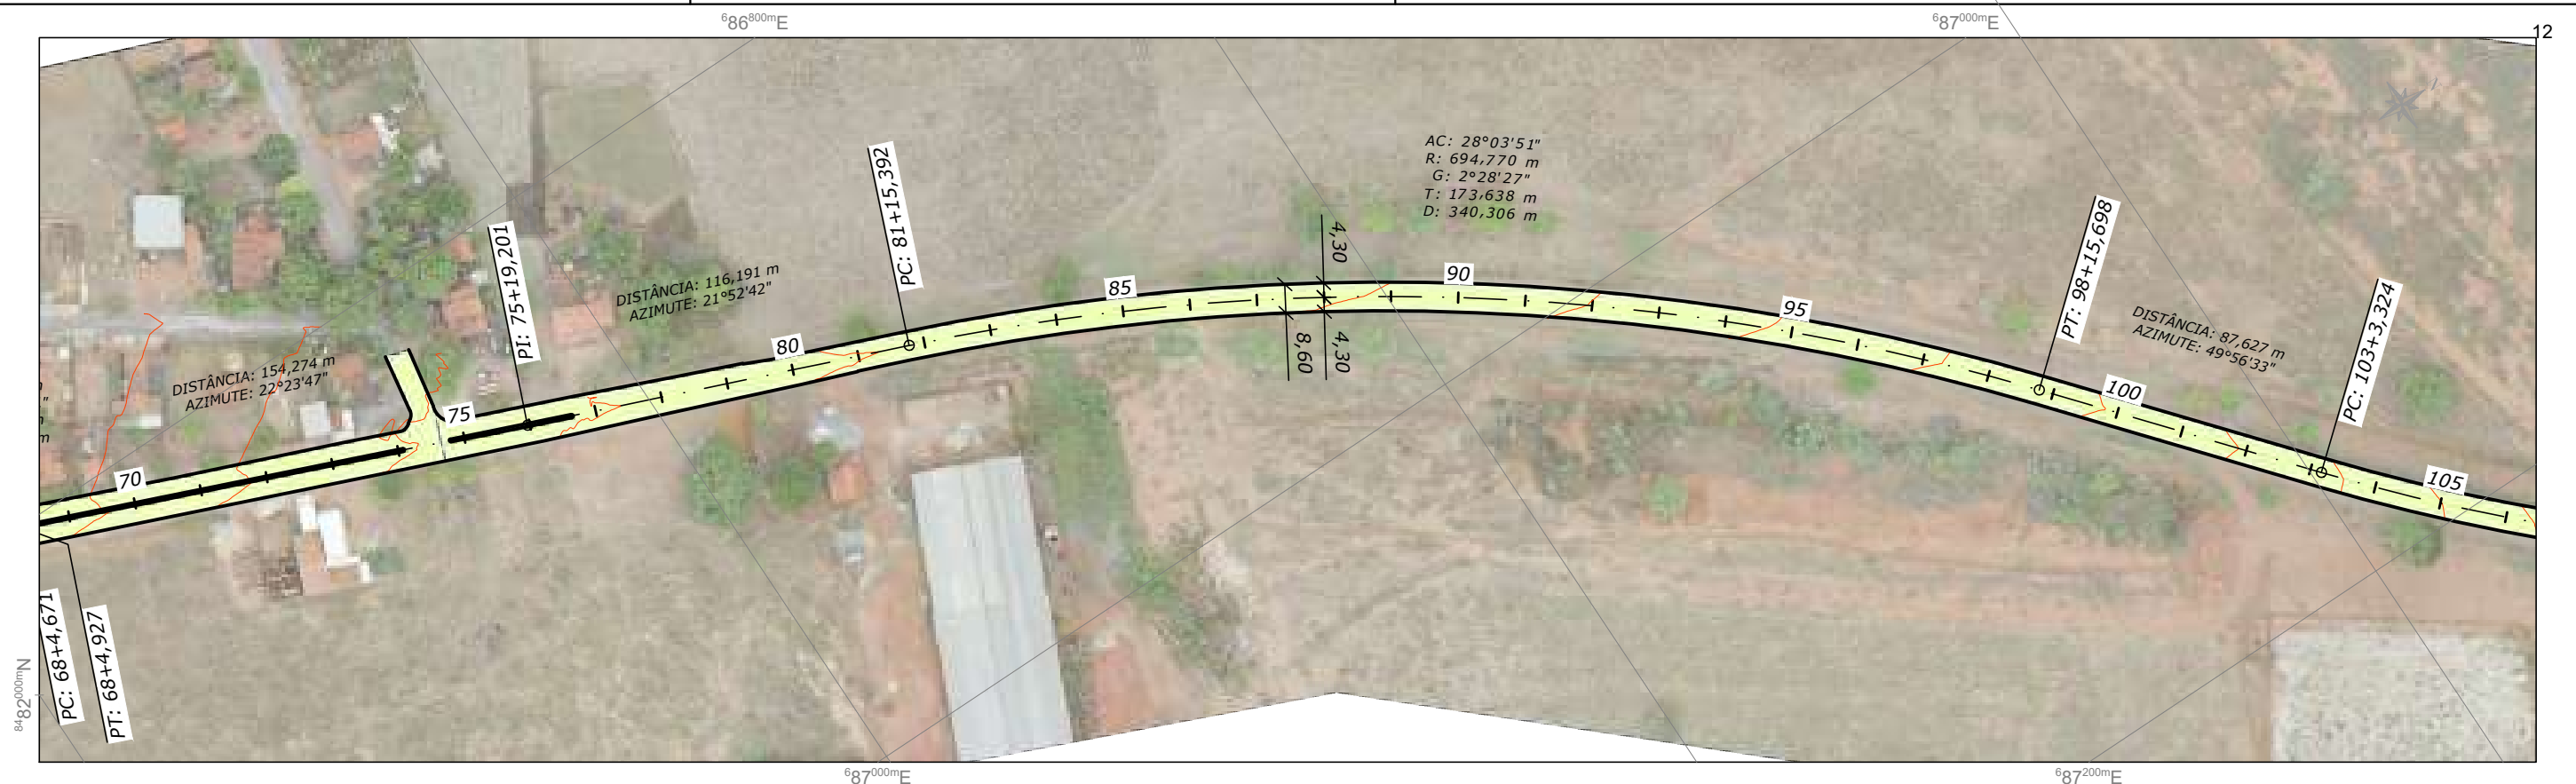 686800mE
687000mE
12
AC: 28°03'51"
R: 694,770 m
G: 2°28'27"
T: 173,638 m
D: 340,306 m
PC: 81+15,392
PI: 75+19,201
PT: 98+15,698
PC: 103+3,324
DISTÂNCIA: 116,191 m
AZIMUTE: 21°52'42"
DISTÂNCIA: 154,274 m
AZIMUTE: 22°23'47"
DISTÂNCIA: 87,627 m
AZIMUTE: 49°56'33"
4,30
8,60
4,30
70
75
80
85
90
95
100
105
"
m
PC: 68+4,671
PT: 68+4,927
8482000mN
687000mE
687200mE